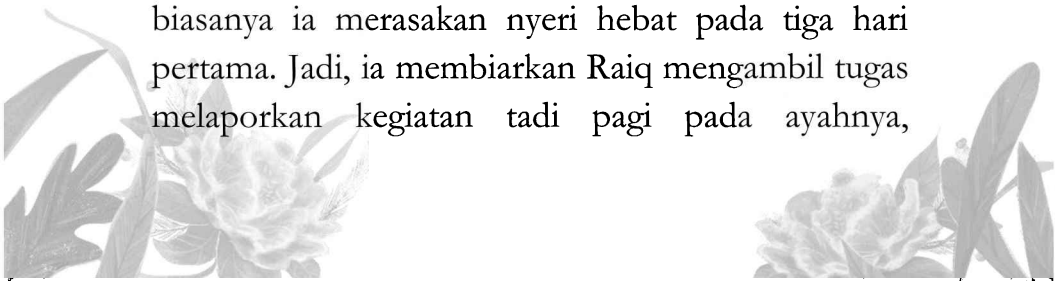 biasanya ia merasakan nyeri hebat pada tiga hari
pertama. Jadi, ia membiarkan Raiq mengambil tugas
melaporkan kegiatan tadi pagi pada ayahnya,